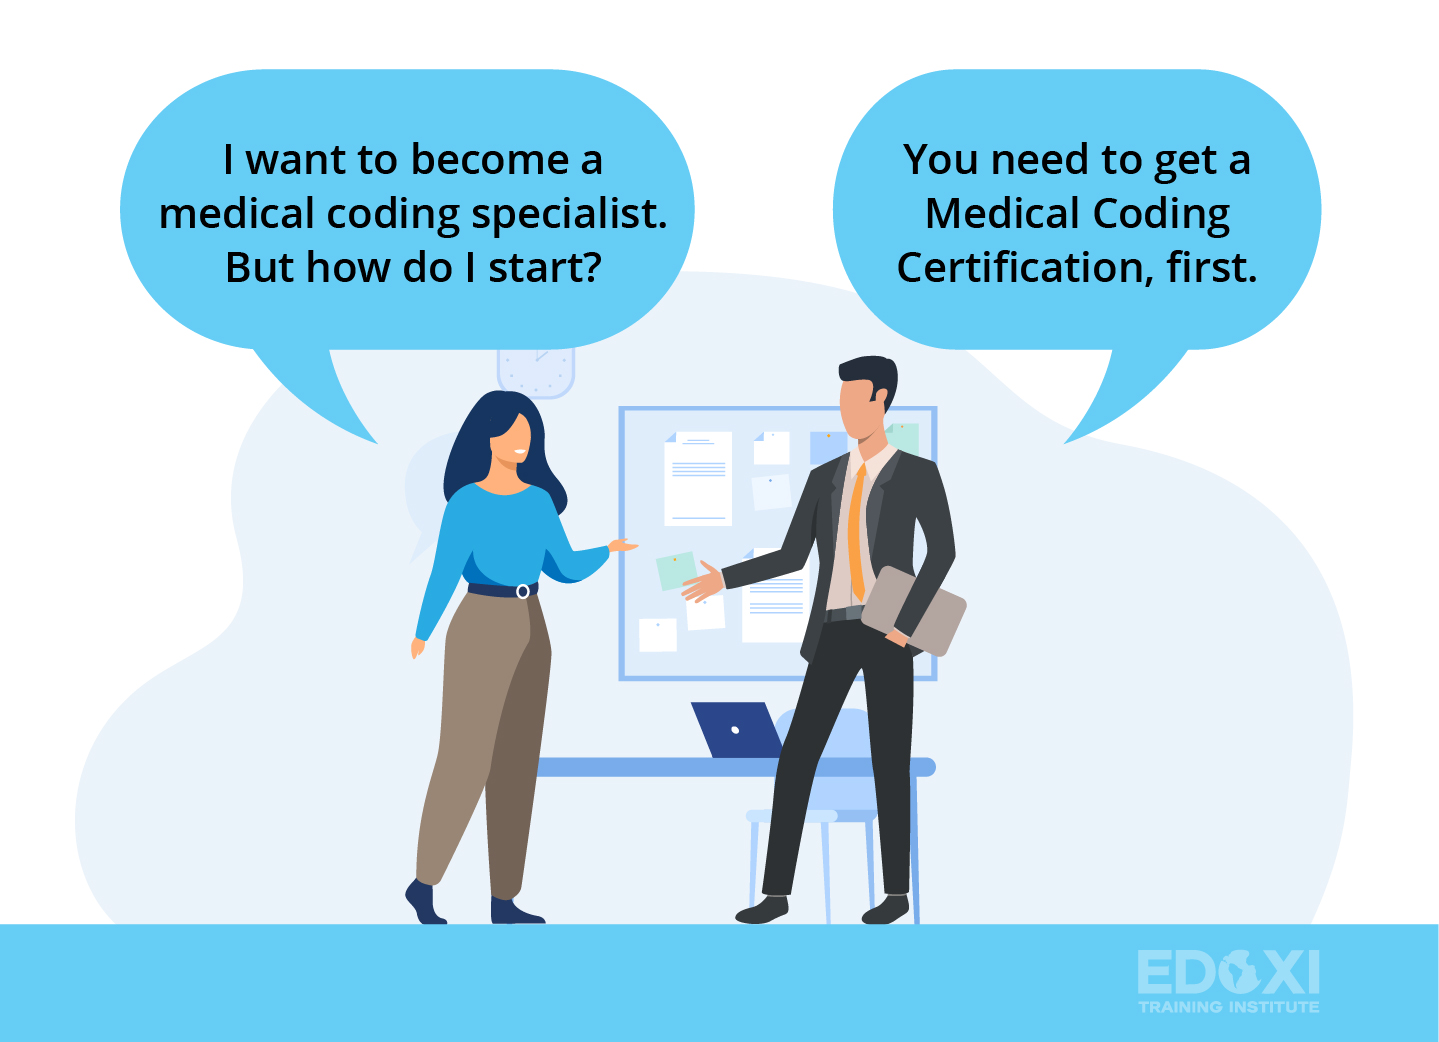 I want to become a
medical coding specialist.
But how do I start?
You need to get a
Medical Coding
Certification, first.
EDOXI
TRAINING INSTITUTE